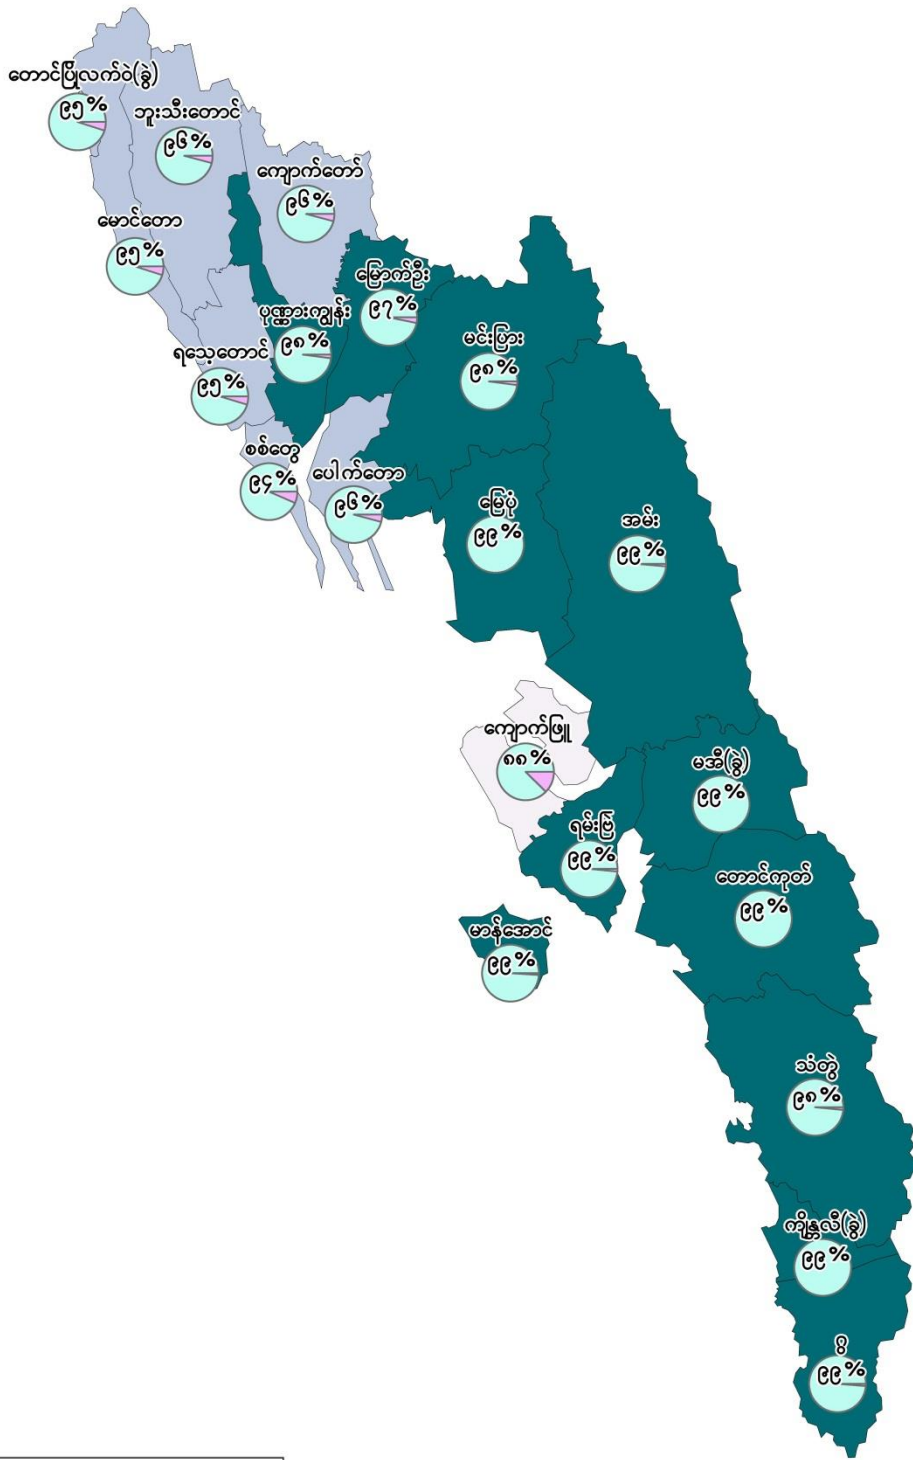 တောင်ပြိုလက်ဝဲ(ခွဲ)
၉၅%
ဘူးသီးတောင်
၉၆%
ကျောက်တော်
၉၆%
မောင်တော
၉၅%
မြောက်ဦး
၉၇%
ပုဏ္ဏားကျွန်း
၉၈%
မင်းပြား
၉၈%
ရသေ့တောင်
၉၅%
စစ်တွေ
၉၄%
ပေါက်တော
၉၆%
မြေပုံ
၉၉%
အမ်း
၉၉%
ကျောက်ဖြူ
၈၈%
မအီ(ခွဲ)
၉၉%
ရမ်းဗြဲ
၉၉%
တောင်ကုတ်
၉၉%
မာန်အောင်
၉၉%
သံတွဲ
၉၈%
ကျိန္တလီ(ခွဲ)
၉၉%
ဂွ
၉၉%